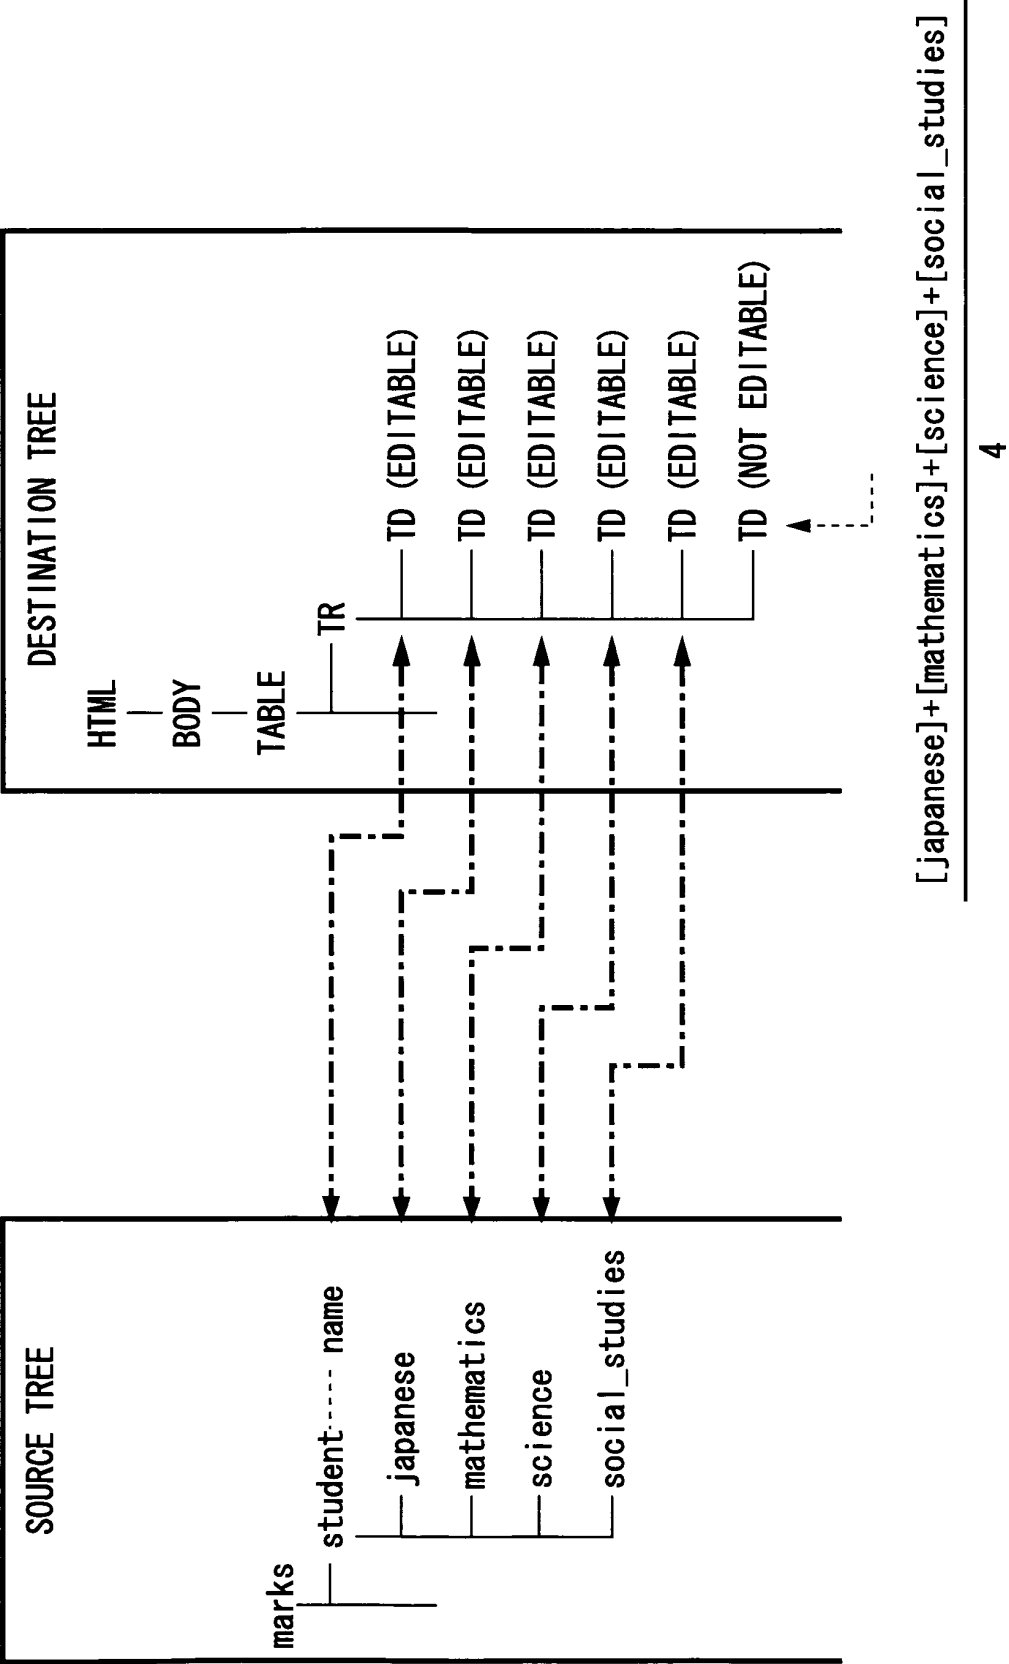 SOURCE TREE
marks
student
name
japanese
mathematics
science
social_studies
DESTINATION TREE
HTML
BODY
TABLE
TR
TD (EDITABLE)
TD (EDITABLE)
TD (EDITABLE)
TD (EDITABLE)
TD (EDITABLE)
TD (NOT EDITABLE)
[japanese]+[mathematics]+[science]+[social_studies]
4